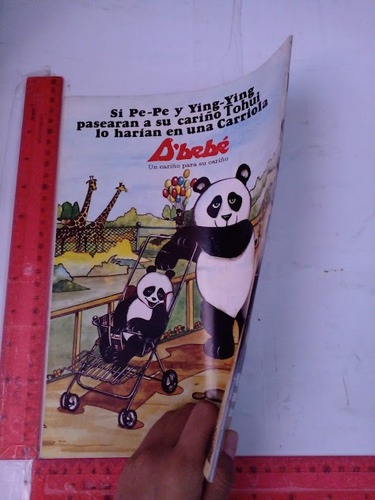 Si Pe-Pe y Ying-Ying
pasearan a su cariño Tohui
lo harían en una Carriola
D'bebé
Un cariño para su cariño